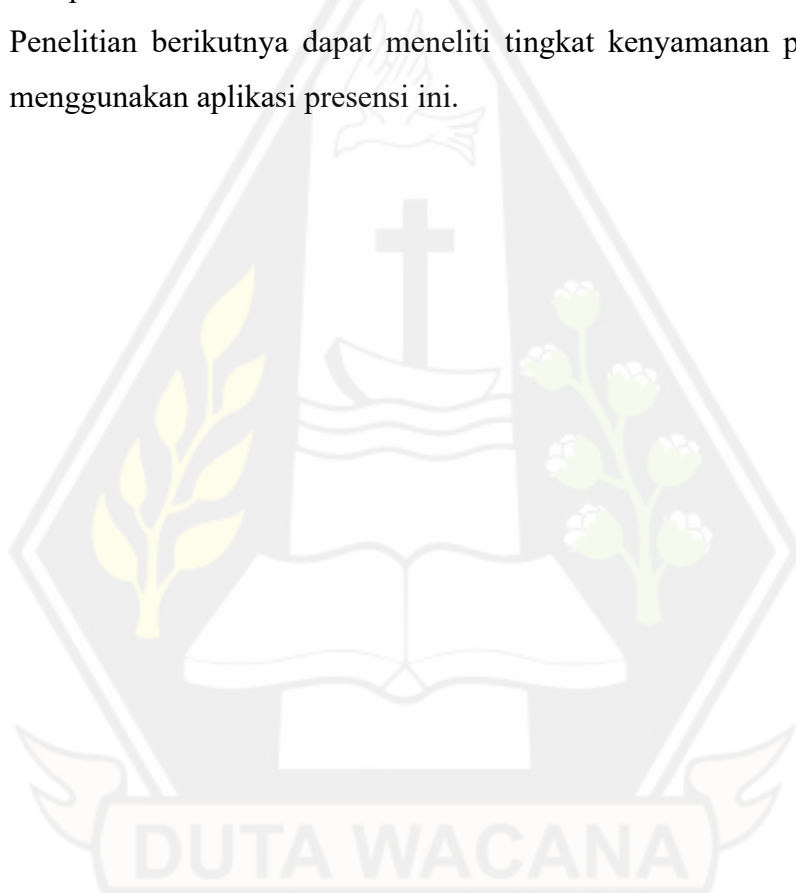 Penelitian berikutnya dapat meneliti tingkat kenyamanan
menggunakan aplikasi presensi ini.
DUTA WACANA